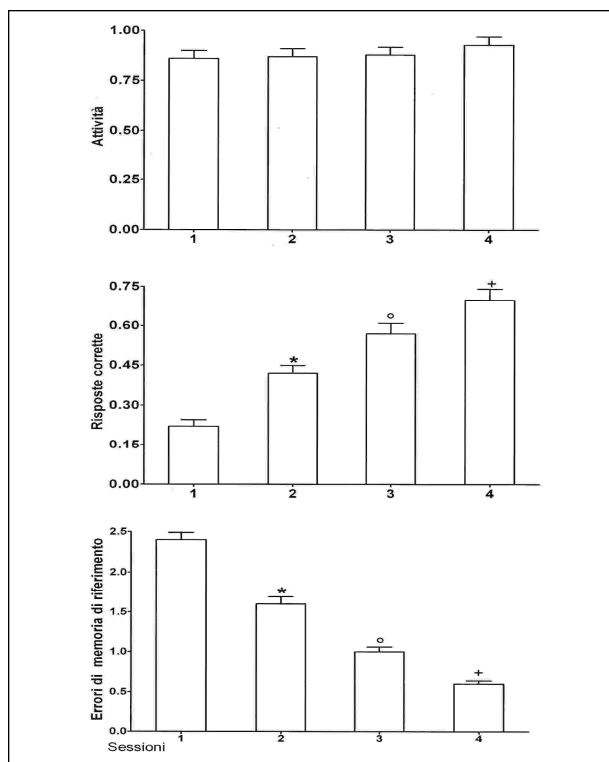 Attività
1.00
0.75
0.50
0.25
0.00
1 2 3 4
Risposte corrette
0.75
0.60
0.45
0.30
0.15
0.00
* ° +
1 2 3 4
Errori di memoria di riferimento
2.5
2.0
1.5
1.0
0.5
0.0
* ° +
1 2 3 4
Sessioni